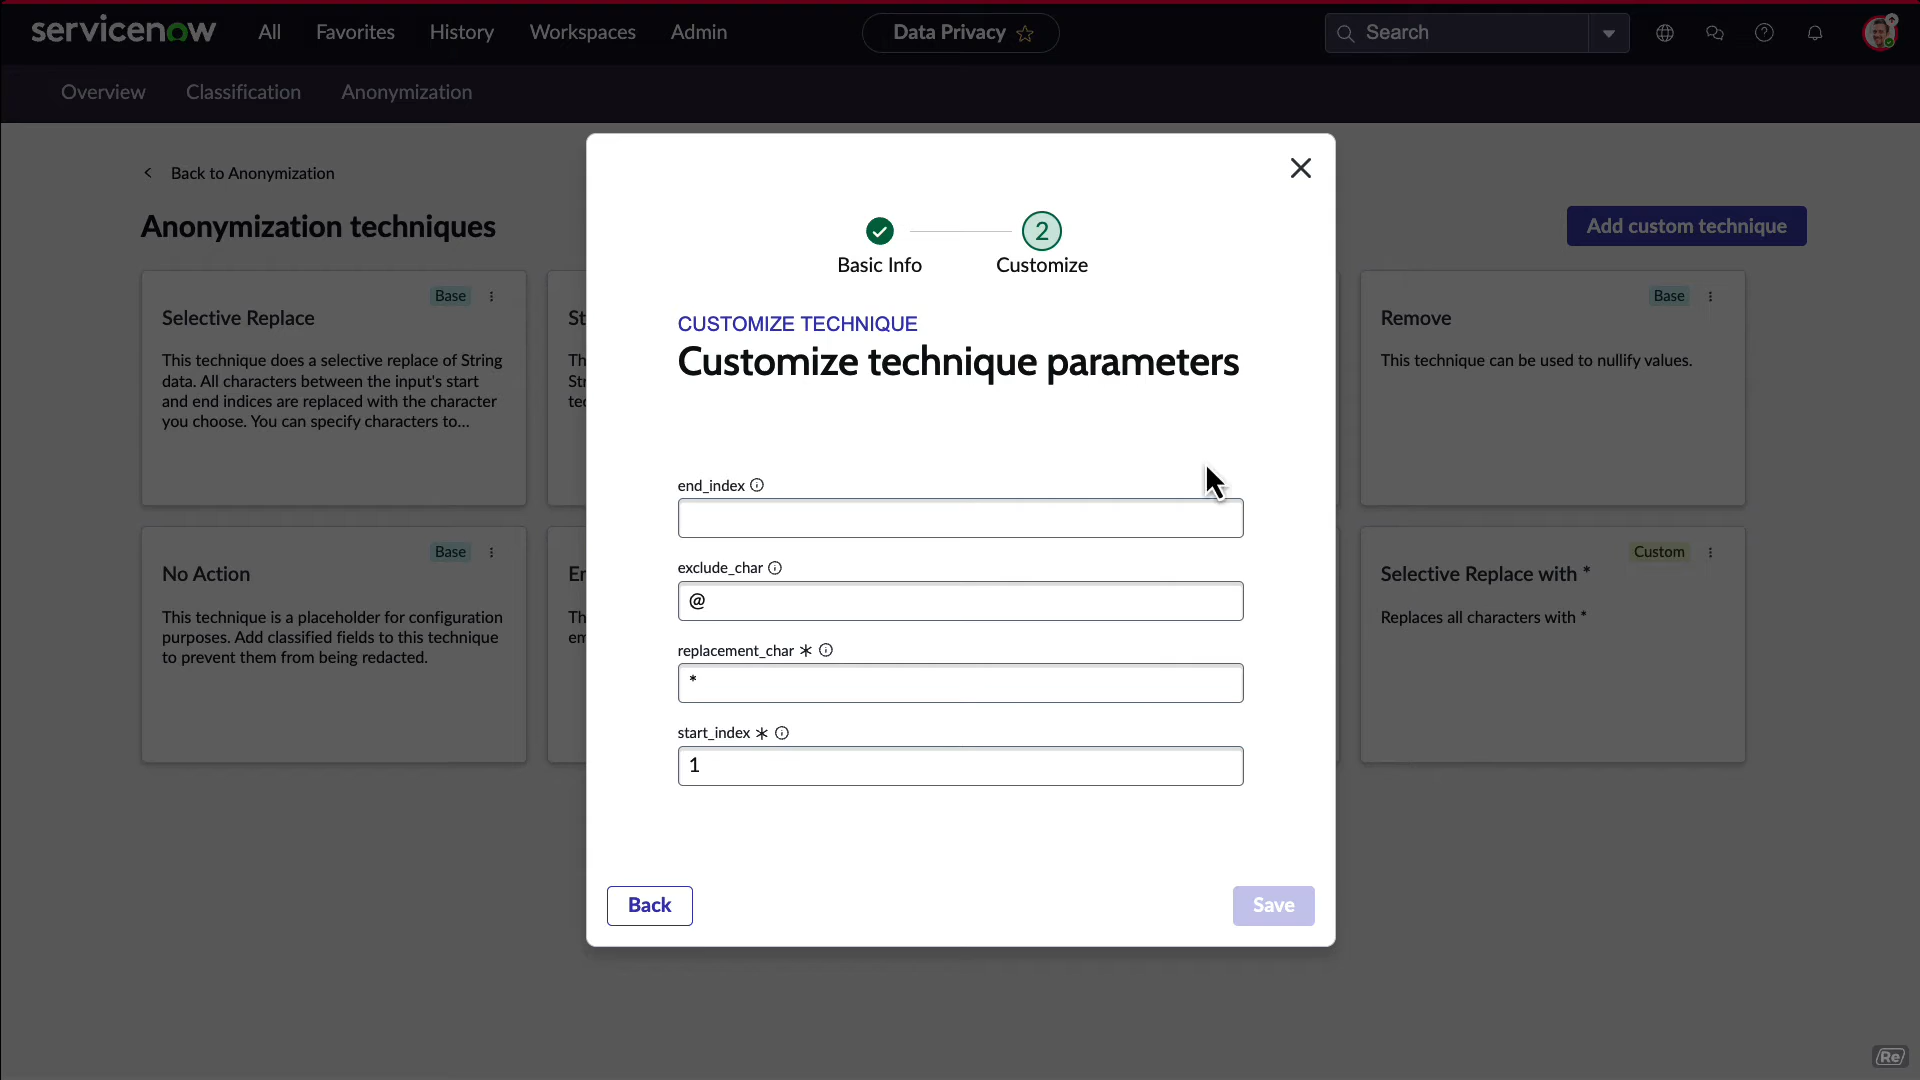 servicenow
All
Favorites
History
Workspaces
Admin
Data Privacy
Search
Overview
Classification
Anonymization
Back to Anonymization
Anonymization techniques
Add custom technique
Base
Selective Replace
This technique does a selective replace of String
data. All characters between the input's start
and end indices are replaced with the character
you choose. You can specify characters to...
Base
Remove
This technique can be used to nullify values.
Base
No Action
This technique is a placeholder for configuration
purposes. Add classified fields to this technique
to prevent them from being redacted.
Custom
Selective Replace with *
Replaces all characters with *
2
Basic Info
Customize
CUSTOMIZE TECHNIQUE
Customize technique parameters
end_index
exclude_char
@
replacement_char *
*
start_index *
1
Back
Save
Re